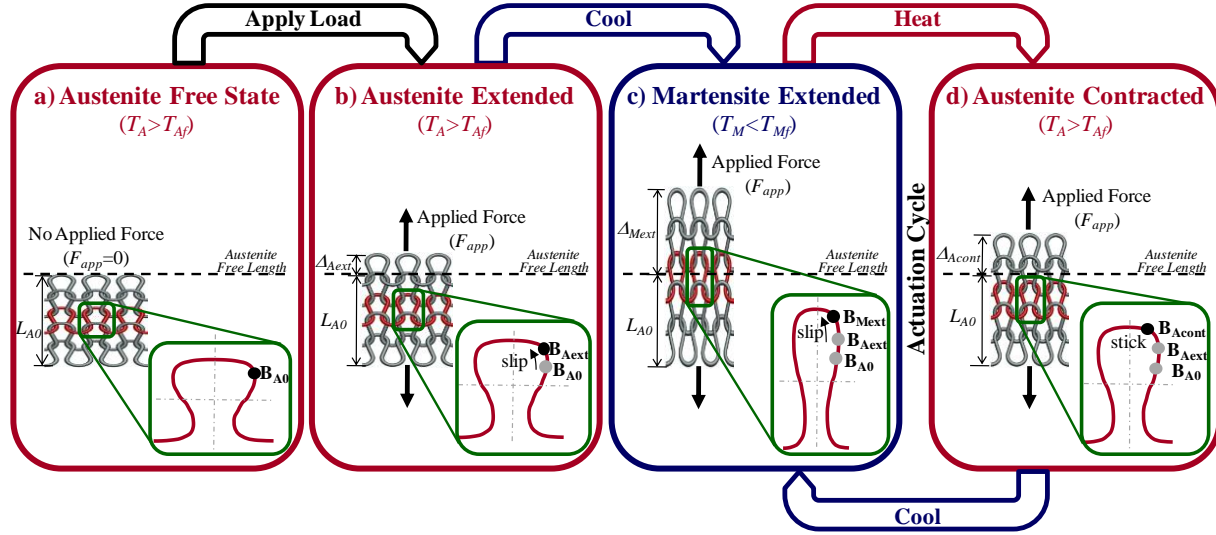 Apply Load
Cool
Heat
a) Austenite Free State
(T_A>T_Af)
No Applied Force
(F_app=0)
Austenite
Free Length
L_A0
B_A0
b) Austenite Extended
(T_A>T_Af)
Applied Force
(F_app)
Δ_Aext
Austenite
Free Length
L_A0
slip
B_Aext
B_A0
c) Martensite Extended
(T_M<T_Mf)
Applied Force
(F_app)
Δ_Mext
Austenite
Free Length
L_A0
slip
B_Mext
B_Aext
B_A0
Actuation Cycle
d) Austenite Contracted
(T_A>T_Af)
Applied Force
(F_app)
Δ_Acont
Austenite
Free Length
L_A0
stick
B_Acont
B_Aext
B_A0
Cool